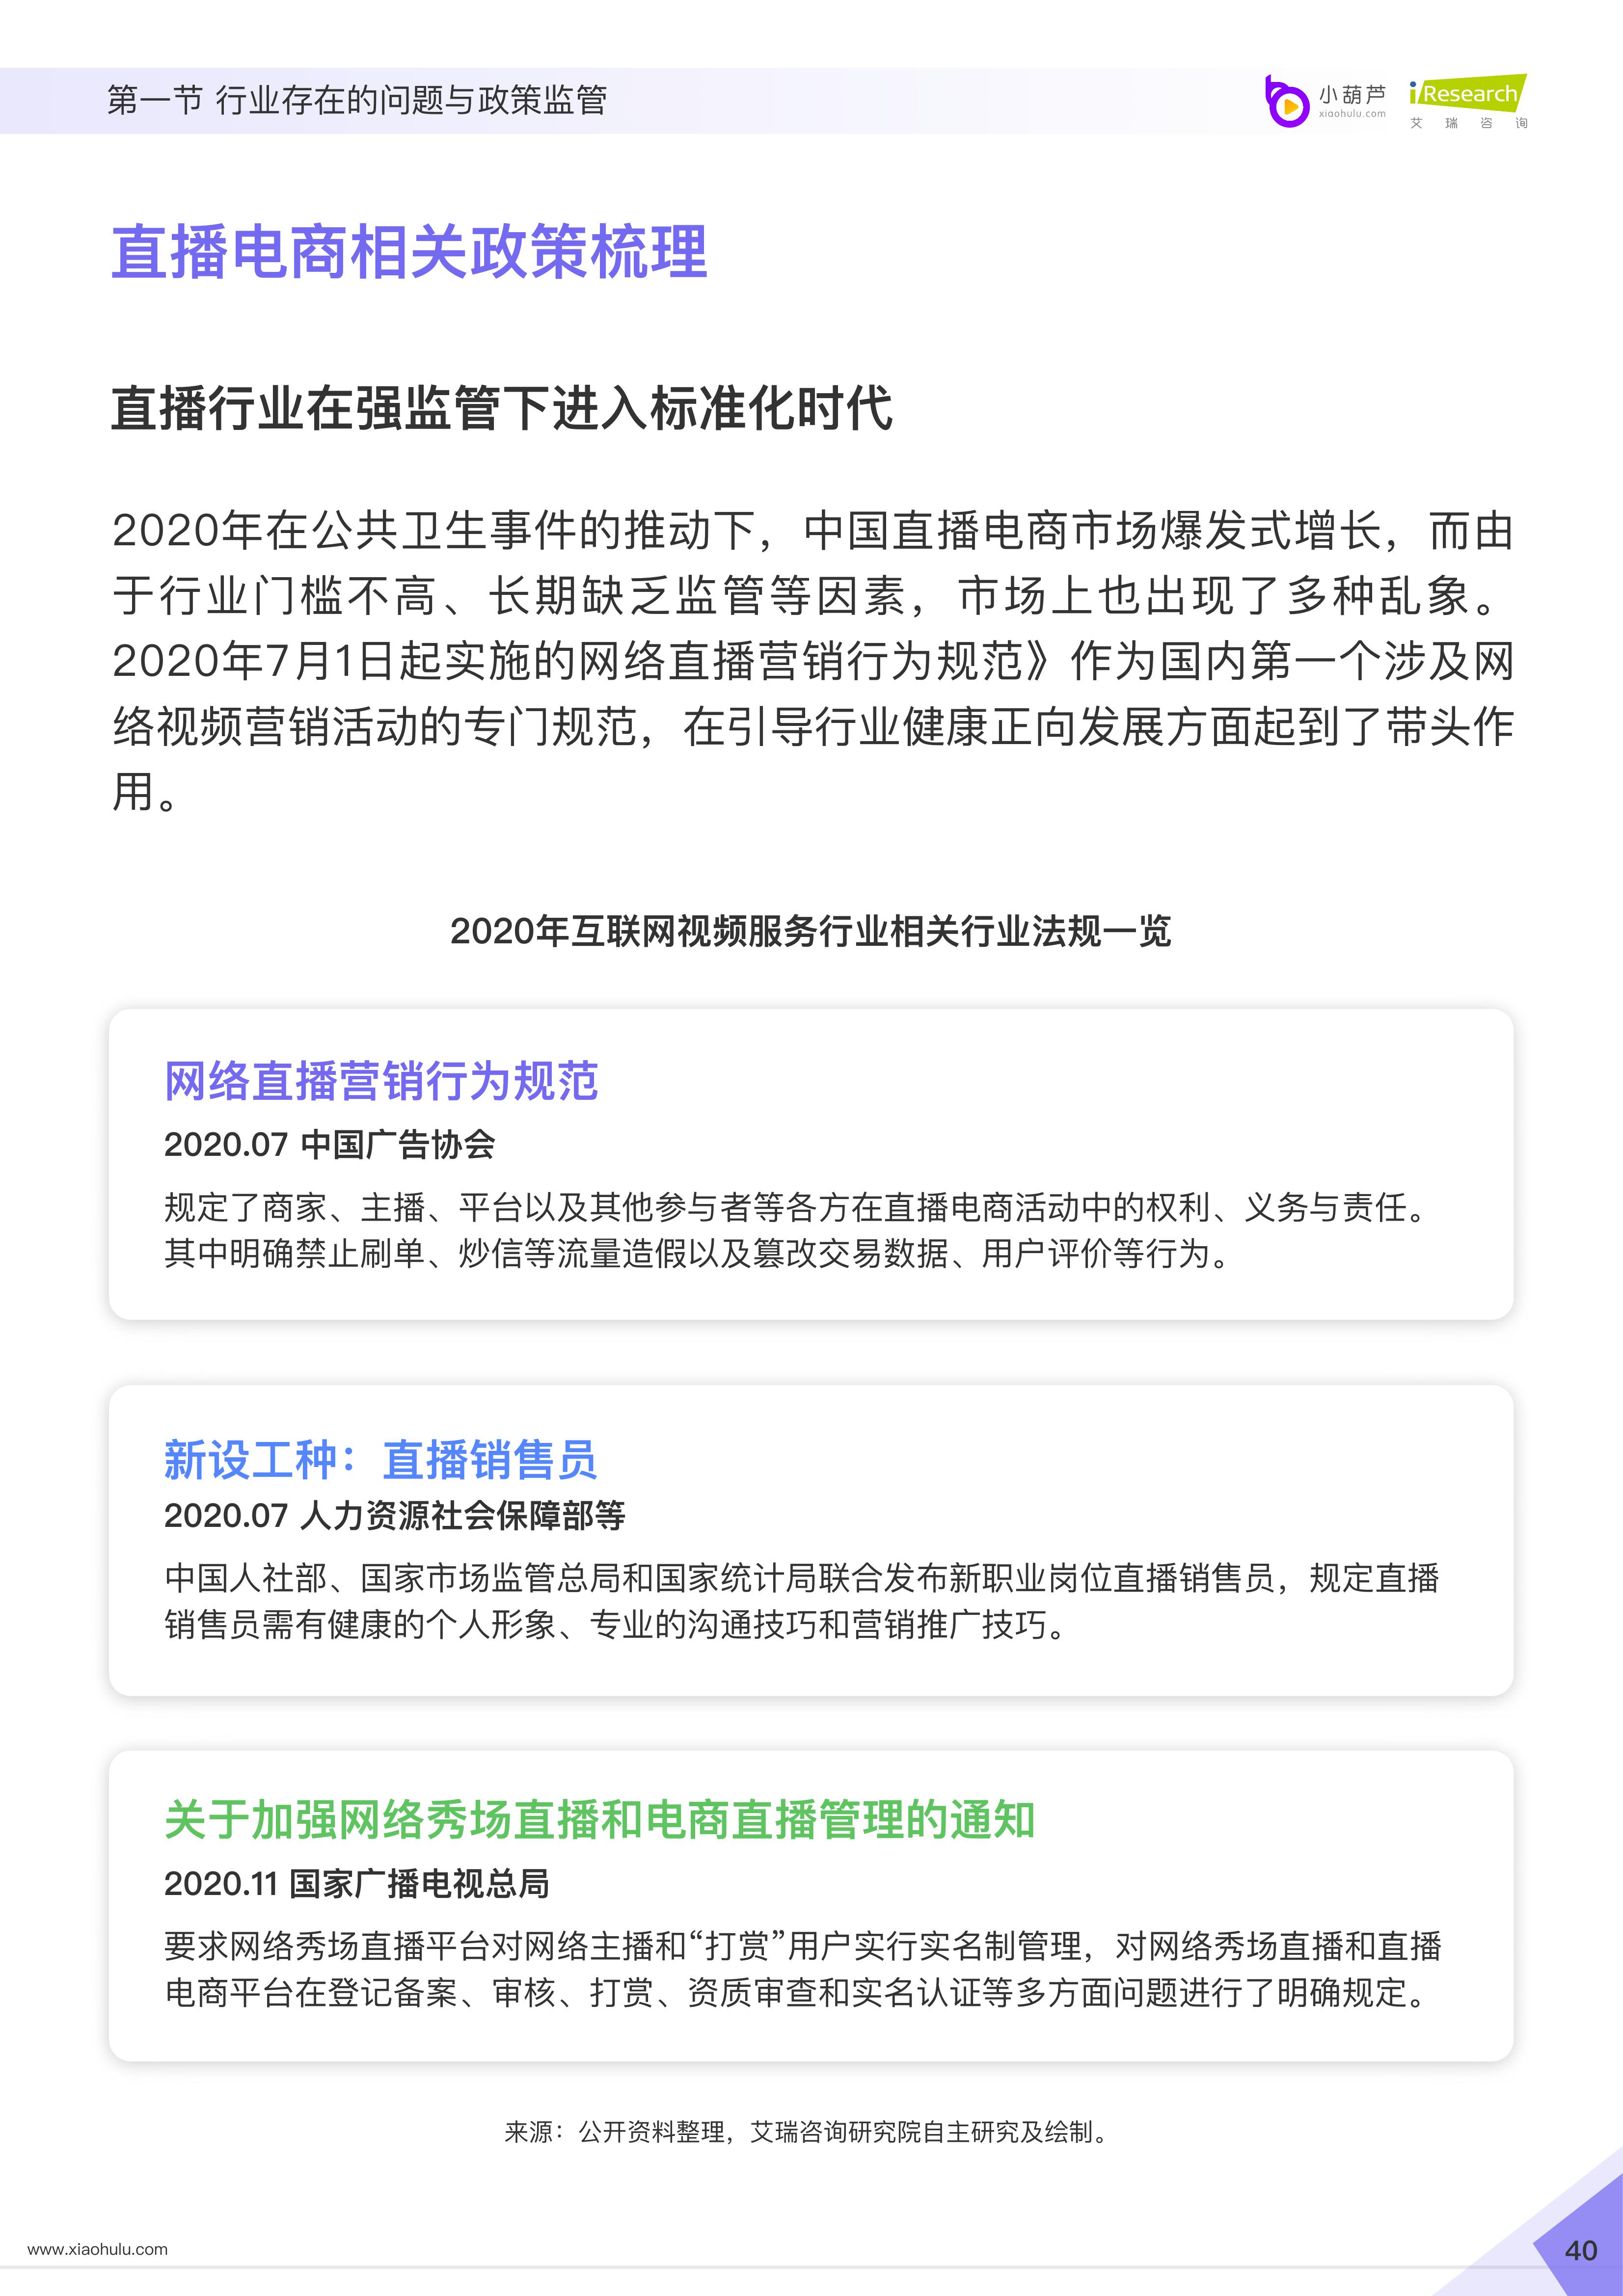 第一节 行业存在的问题与政策监管
小葫芦
xiaohulu.com
iResearch
艾瑞咨询
直播电商相关政策梳理
直播行业在强监管下进入标准化时代
2020年在公共卫生事件的推动下，中国直播电商市场爆发式增长，而由
于行业门槛不高、长期缺乏监管等因素，市场上也出现了多种乱象。
2020年7月1日起实施的网络直播营销行为规范》作为国内第一个涉及网
络视频营销活动的专门规范，在引导行业健康正向发展方面起到了带头作
用。
2020年互联网视频服务行业相关行业法规一览
网络直播营销行为规范
2020.07 中国广告协会
规定了商家、主播、平台以及其他参与者等各方在直播电商活动中的权利、义务与责任。
其中明确禁止刷单、炒信等流量造假以及篡改交易数据、用户评价等行为。
新设工种：直播销售员
2020.07 人力资源社会保障部等
中国人社部、国家市场监管总局和国家统计局联合发布新职业岗位直播销售员，规定直播
销售员需有健康的个人形象、专业的沟通技巧和营销推广技巧。
关于加强网络秀场直播和电商直播管理的通知
2020.11 国家广播电视总局
要求网络秀场直播平台对网络主播和“打赏”用户实行实名制管理，对网络秀场直播和直播
电商平台在登记备案、审核、打赏、资质审查和实名认证等多方面问题进行了明确规定。
来源：公开资料整理，艾瑞咨询研究院自主研究及绘制。
www.xiaohulu.com
40